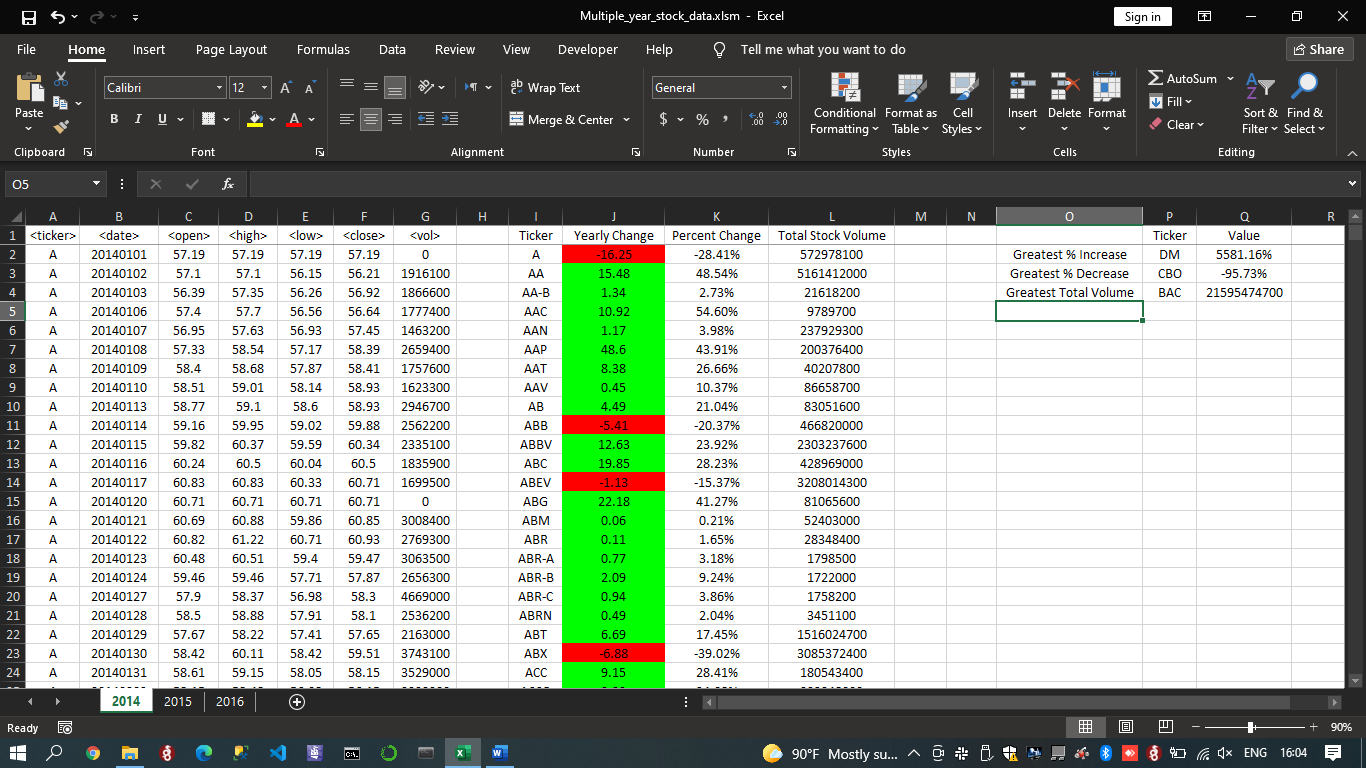 Multiple_year_stock_data.xlsm - Excel
Sign in
File Home Insert Page Layout Formulas Data Review View Developer Help Tell me what you want to do Share
Calibri 12 ab Wrap Text General AutoSum
Paste Conditional Format as Cell Insert Delete Format Fill Sort & Find &
B I U A Merge & Center $ % , Formatting Table Styles Clear Filter Select
Clipboard Font Alignment Number Styles Cells Editing
O5 fx
A B C D E F G H I J K L M N O P Q R
1 <ticker> <date> <open> <high> <low> <close> <vol> Ticker Yearly Change Percent Change Total Stock Volume Ticker Value
2 A 20140101 57.19 57.19 57.19 57.19 0 A -16.25 -28.41% 572978100 Greatest % Increase DM 5581.16%
3 A 20140102 57.1 57.1 56.15 56.21 1916100 AA 15.48 48.54% 5161412000 Greatest % Decrease CBO -95.73%
4 A 20140103 56.39 57.35 56.26 56.92 1866600 AA-B 1.34 2.73% 21618200 Greatest Total Volume BAC 21595474700
5 A 20140106 57.4 57.7 56.56 56.64 1777400 AAC 10.92 54.60% 9789700
6 A 20140107 56.95 57.63 56.93 57.45 1463200 AAN 1.17 3.98% 237929300
7 A 20140108 57.33 58.54 57.17 58.39 2659400 AAP 48.6 43.91% 200376400
8 A 20140109 58.4 58.68 57.87 58.41 1757600 AAT 8.38 26.66% 40207800
9 A 20140110 58.51 59.01 58.14 58.93 1623300 AAV 0.45 10.37% 86658700
10 A 20140113 58.77 59.1 58.6 58.93 2946700 AB 4.49 21.04% 83051600
11 A 20140114 59.16 59.95 59.02 59.88 2562200 ABB -5.41 -20.37% 466820000
12 A 20140115 59.82 60.37 59.59 60.34 2335100 ABBV 12.63 23.92% 2303237600
13 A 20140116 60.24 60.5 60.04 60.5 1835900 ABC 19.85 28.23% 428969000
14 A 20140117 60.83 60.83 60.33 60.71 1699500 ABEV -1.13 -15.37% 3208014300
15 A 20140120 60.71 60.71 60.71 60.71 0 ABG 22.18 41.27% 81065600
16 A 20140121 60.69 60.88 59.86 60.85 3008400 ABM 0.06 0.21% 52403000
17 A 20140122 60.82 61.22 60.71 60.93 2769300 ABR 0.11 1.65% 28348400
18 A 20140123 60.48 60.51 59.4 59.47 3063500 ABR-A 0.77 3.18% 1798500
19 A 20140124 59.46 59.46 57.71 57.87 2656300 ABR-B 2.09 9.24% 1722000
20 A 20140127 57.9 58.37 56.98 58.3 4669000 ABR-C 0.94 3.86% 1758200
21 A 20140128 58.5 58.88 57.91 58.1 2536200 ABRN 0.49 2.04% 3451100
22 A 20140129 57.67 58.22 57.41 57.65 2163000 ABT 6.69 17.45% 1516024700
23 A 20140130 58.42 60.11 58.42 59.51 3743100 ABX -6.88 -39.02% 3085372400
24 A 20140131 58.61 59.15 58.05 58.15 3529000 ACC 9.15 28.41% 180543400
2014 2015 2016
Ready 90%
90°F Mostly su... ENG 16:04